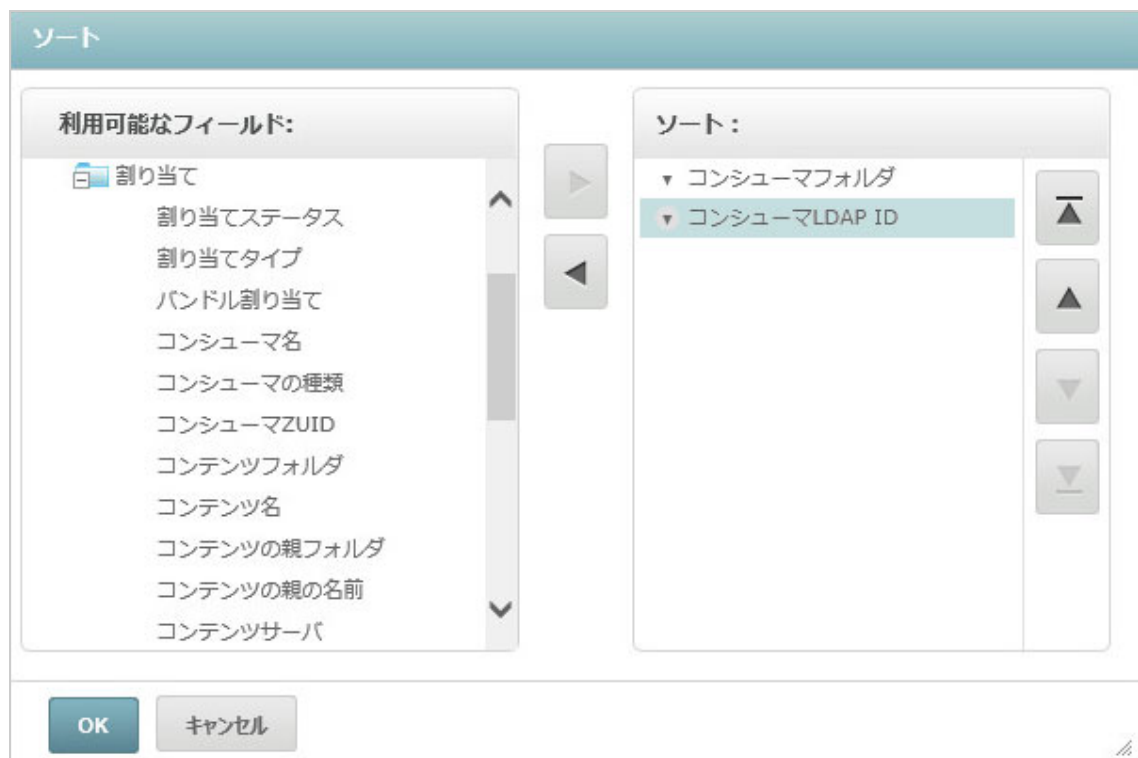 ソート
利用可能なフィールド:
割り当て
割り当てステータス
割り当てタイプ
バンドル割り当て
コンシューマ名
コンシューマの種類
コンシューマZUID
コンテンツフォルダ
コンテンツ名
コンテンツの親フォルダ
コンテンツの親の名前
コンテンツサーバ
ソート：
コンシューマフォルダ
コンシューマLDAP ID
OK
キャンセル